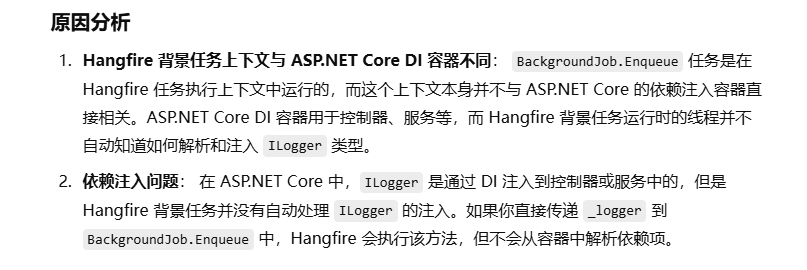 原因分析
1. Hangfire 背景任务上下文与 ASP.NET Core DI 容器不同： BackgroundJob.Enqueue 任务是在
Hangfire 任务执行上下文中运行的，而这个上下文本身并不与 ASP.NET Core 的依赖注入容器直
接相关。ASP.NET Core DI 容器用于控制器、服务等，而 Hangfire 背景任务运行时的线程并不
自动知道如何解析和注入 ILogger 类型。
2. 依赖注入问题： 在 ASP.NET Core 中，ILogger 是通过 DI 注入到控制器或服务中的，但是
Hangfire 背景任务并没有自动处理 ILogger 的注入。如果你直接传递 _logger 到
BackgroundJob.Enqueue 中，Hangfire 会执行该方法，但不会从容器中解析依赖项。